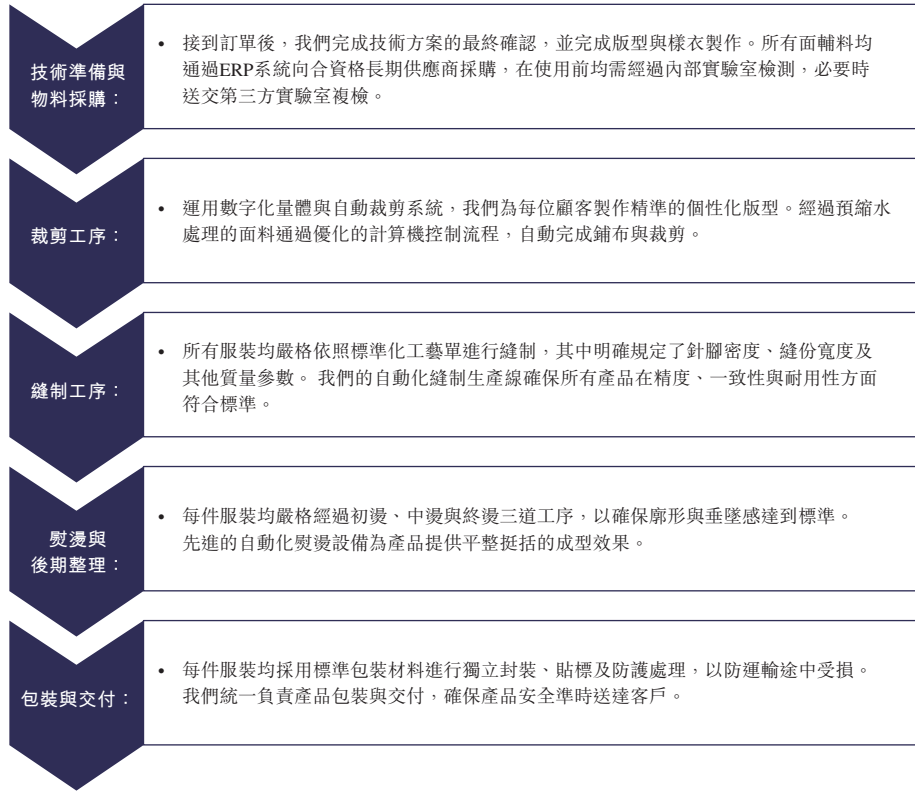 技術準備與
物料採購：
• 接到訂單後，我們完成技術方案的最終確認，並完成版型與樣衣製作。所有面輔料均
通過ERP系統向合資格長期供應商採購，在使用前均需經過內部實驗室檢測，必要時
送交第三方實驗室複檢。
裁剪工序：
• 運用數字化量體與自動裁剪系統，我們為每位顧客製作精準的個性化版型。經過預縮水
處理的面料通過優化的計算機控制流程，自動完成鋪布與裁剪。
縫制工序：
• 所有服裝均嚴格依照標準化工藝單進行縫制，其中明確規定了針腳密度、縫份寬度及
其他質量參數。 我們的自動化縫制生產線確保所有產品在精度、一致性與耐用性方面
符合標準。
熨燙與
後期整理：
• 每件服裝均嚴格經過初燙、中燙與終燙三道工序，以確保廓形與垂墜感達到標準。
先進的自動化熨燙設備為產品提供平整挺括的成型效果。
包裝與交付：
• 每件服裝均採用標準包裝材料進行獨立封裝、貼標及防護處理，以防運輸途中受損。
我們統一負責產品包裝與交付，確保產品安全準時送達客戶。